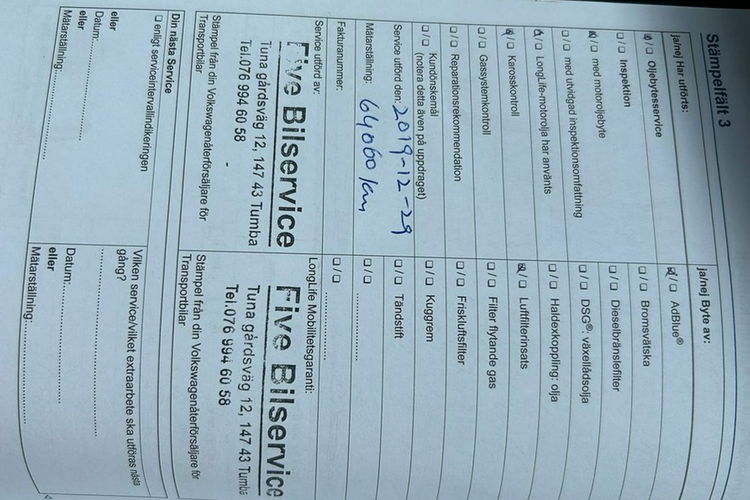 Stämpelfält 3
ja/nej Har utförts:
☒/☐ Oljebytesservice
☐/☐ Inspektion
☒/☐ med motoroljebyte
☐/☐ med utvidgad inspektionsomfattning
☒/☐ LongLife-motorolja har använts
☒/☐ Karosskontroll
☐/☐ Gassystemkontroll
☐/☐ Reparationsrekommendation
☐/☐ Kundönskemål
(notera detta även på uppdraget)
Service utförd den: 2019-12-29
Mätarställning: 64060 km
Fakturanummer:
Service utförd av:
Five Bilservice
Tuna gårdsväg 12, 147 43 Tumba
Tel.076 994 60 58
Stämpel från din Volkswagenåterförsäljare för
Transportbilar
ja/nej Byte av:
☒/☐ AdBlue®
☐/☐ Bromsvätska
☐/☐ Dieselbränslefilter
☐/☐ DSG®: växellådsolja
☐/☐ Haldexkoppling: olja
☒/☐ Luftfilterinsats
☐/☐ Filter flytande gas
☐/☐ Friskluftsfilter
☐/☐ Kuggrem
☐/☐ Tändstift
☐/☐
☐/☐
LongLife Mobilitetsgaranti:
Five Bilservice
Tuna gårdsväg 12, 147 43 Tumba
Tel.076 994 60 58
Stämpel från din Volkswagenåterförsäljare för
Transportbilar
Din nästa Service
☐ enligt serviceintervallindikeringen
eller
Datum:
eller
Mätarställning:
Vilken service/vilket extraarbete ska utföras nästa
gång?
Datum:
eller
Mätarställning: